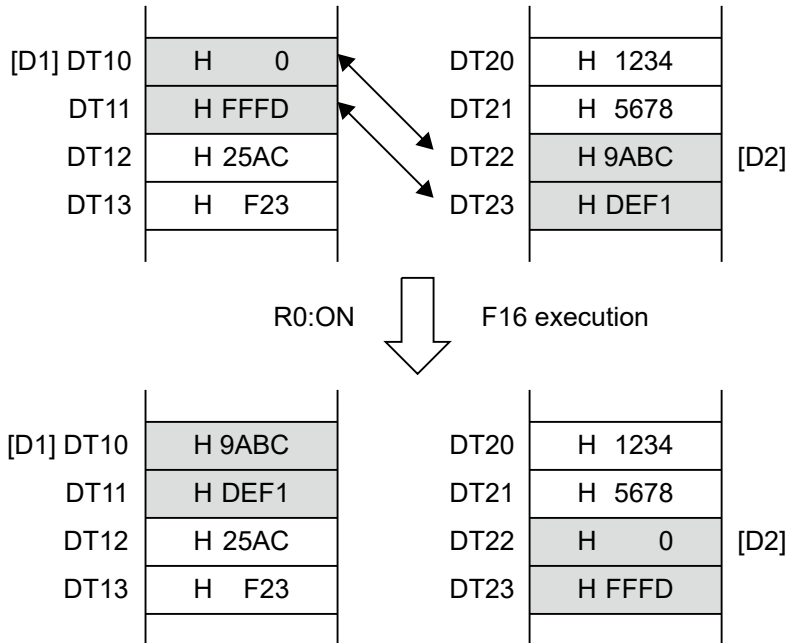 [D1] DT10 H 0 DT20 H 1234
DT11 H FFFD DT21 H 5678
DT12 H 25AC DT22 H 9ABC [D2]
DT13 H F23 DT23 H DEF1
R0:ON F16 execution
[D1] DT10 H 9ABC DT20 H 1234
DT11 H DEF1 DT21 H 5678
DT12 H 25AC DT22 H 0 [D2]
DT13 H F23 DT23 H FFFD